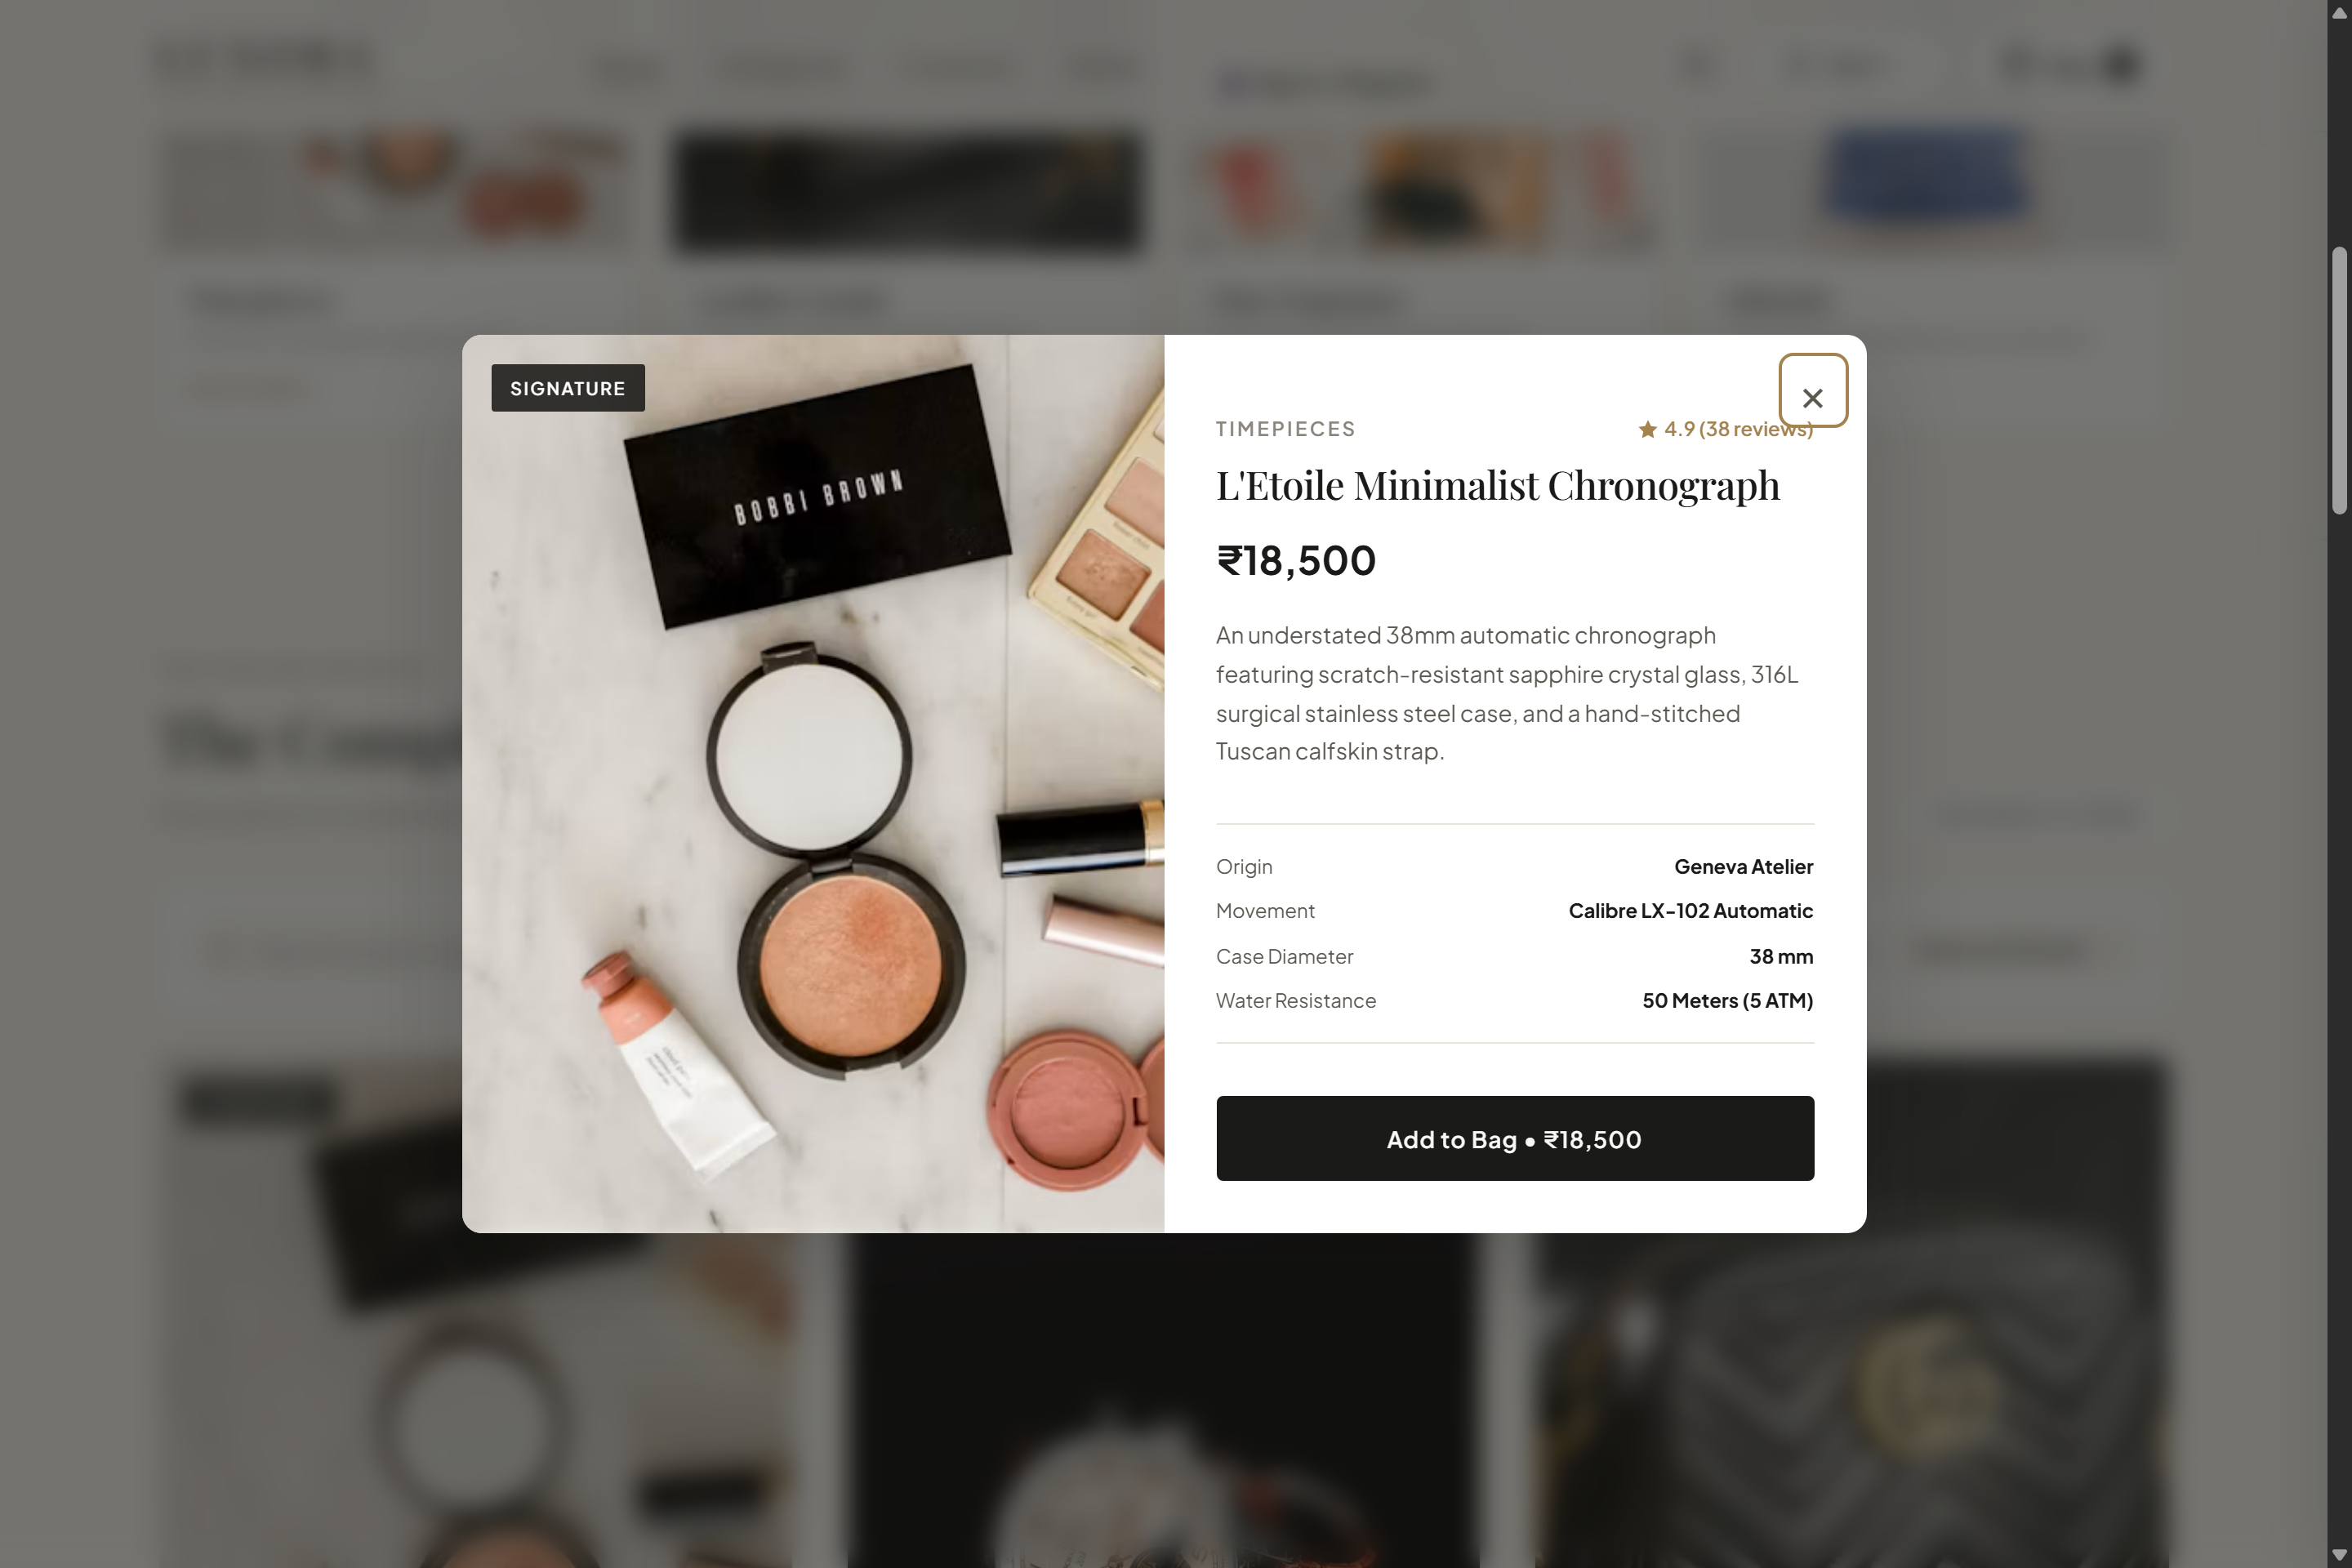 SIGNATURE
BOBBI BROWN
TIMEPIECES
4.9 (38 reviews)
L'Etoile Minimalist Chronograph
₹18,500
An understated 38mm automatic chronograph
featuring scratch-resistant sapphire crystal glass, 316L
surgical stainless steel case, and a hand-stitched
Tuscan calfskin strap.
Origin Geneva Atelier
Movement Calibre LX-102 Automatic
Case Diameter 38 mm
Water Resistance 50 Meters (5 ATM)
Add to Bag • ₹18,500
The